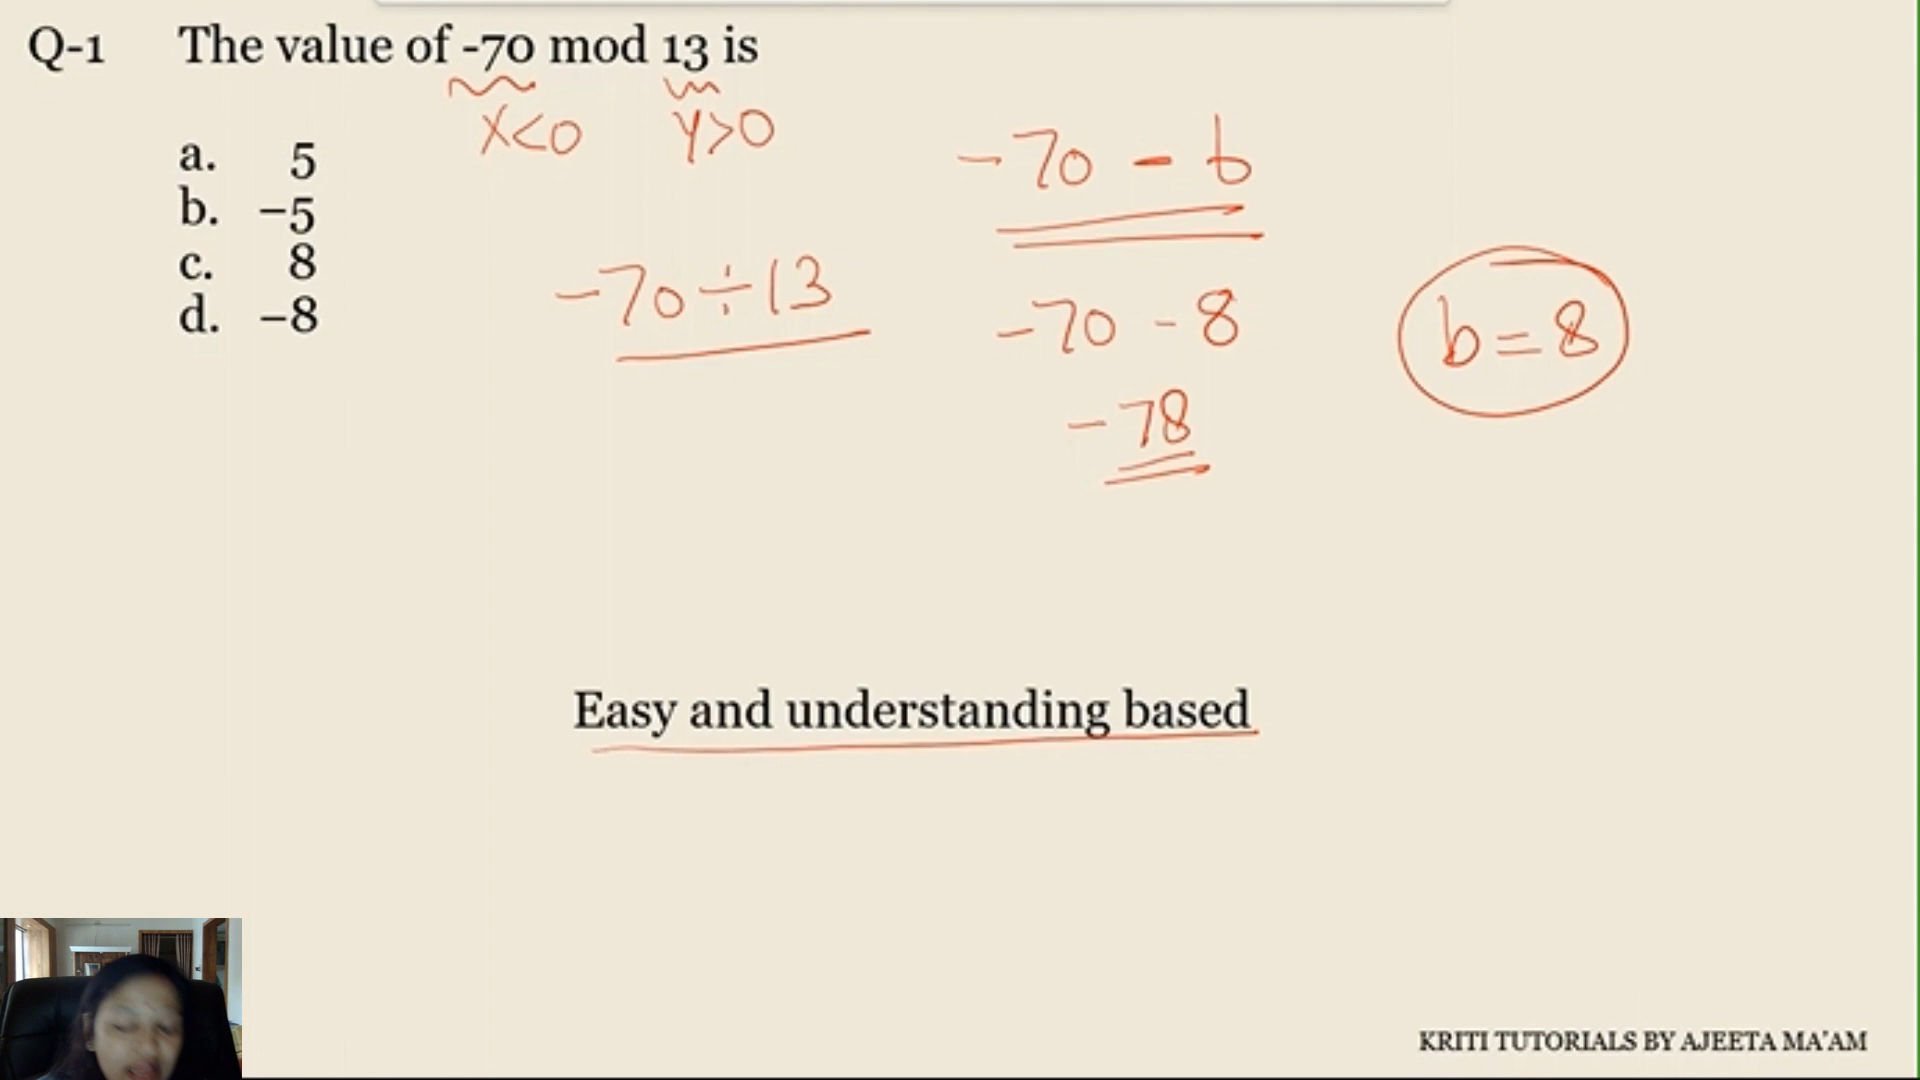 Q-1 The value of -70 mod 13 is
X<0 Y>0
a. 5
b. –5
c. 8
d. –8
-70 ÷ 13
-70 - b
-70 - 8
-78
b = 8
Easy and understanding based
KRITI TUTORIALS BY AJEETA MA'AM